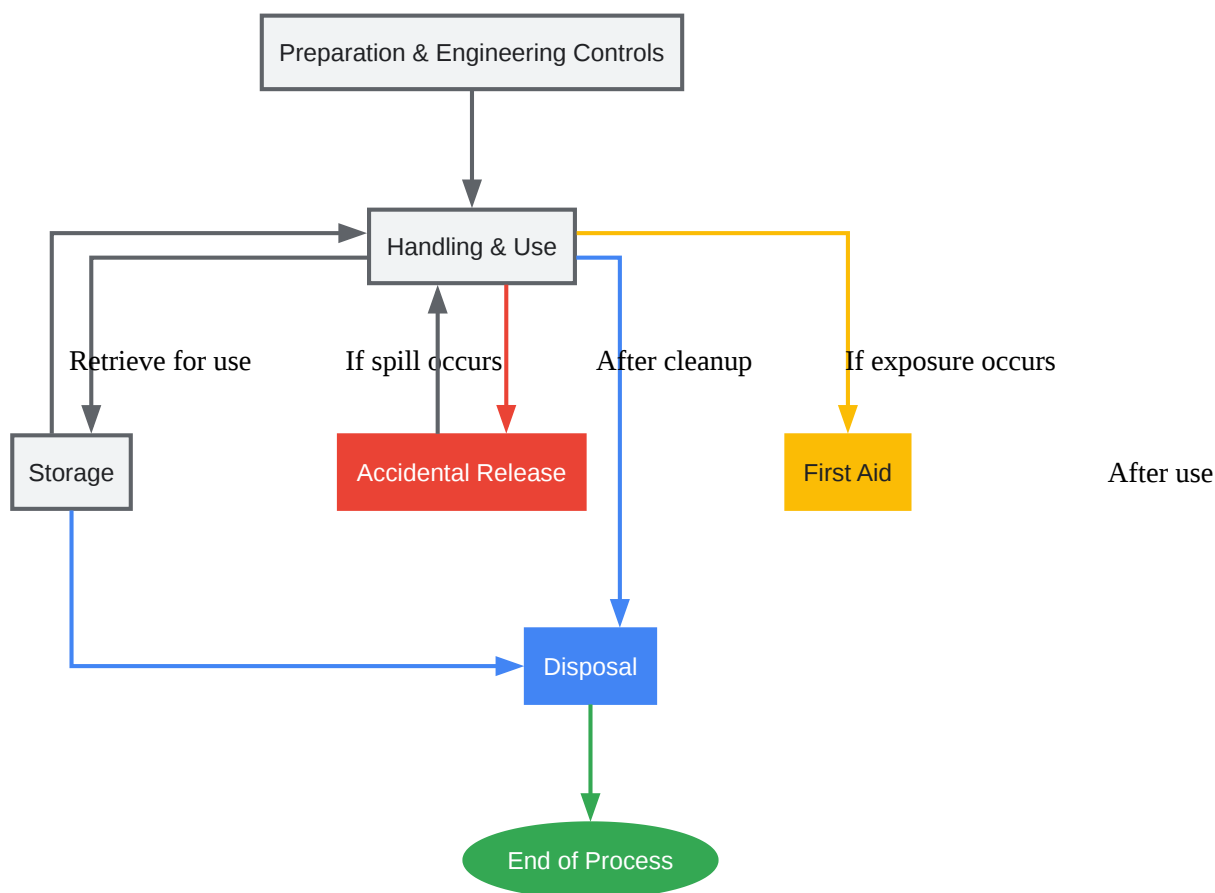 Preparation & Engineering Controls
Handling & Use
Retrieve for use
If spill occurs
After cleanup
If exposure occurs
Storage
Accidental Release
First Aid
After use
Disposal
End of Process